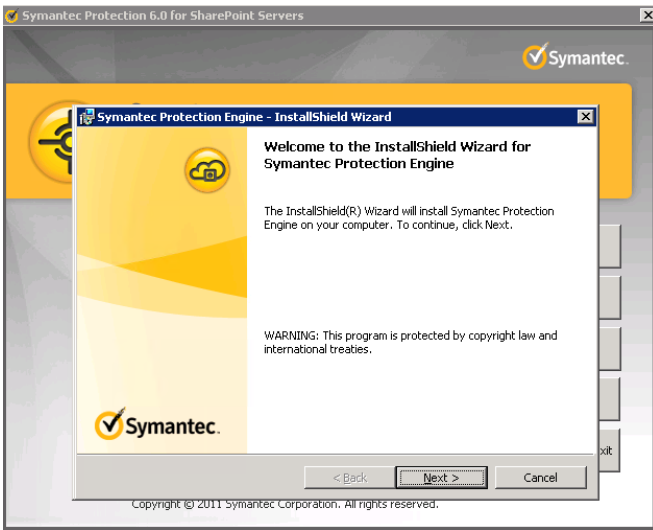 Symantec Protection 6.0 for SharePoint Servers
Symantec.
Symantec Protection Engine - InstallShield Wizard
Welcome to the InstallShield Wizard for
Symantec Protection Engine
The InstallShield(R) Wizard will install Symantec Protection
Engine on your computer. To continue, click Next.
WARNING: This program is protected by copyright law and
international treaties.
Symantec.
xit
< Back
Next >
Cancel
Copyright © 2011 Symantec Corporation. All rights reserved.